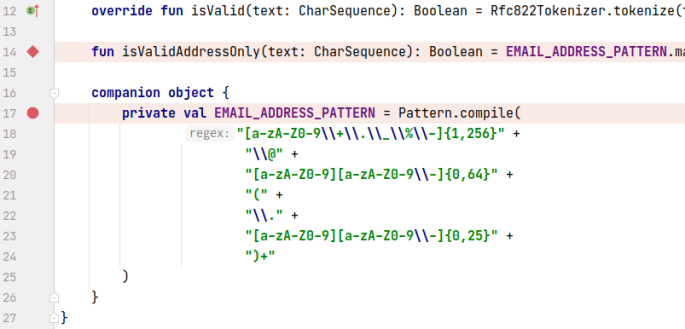 12 override fun isValid(text: CharSequence): Boolean = Rfc822Tokenizer.tokenize(
13
14 fun isValidAddressOnly(text: CharSequence): Boolean = EMAIL_ADDRESS_PATTERN.ma
15
16 companion object {
17 private val EMAIL_ADDRESS_PATTERN = Pattern.compile(
18 regex: "[a-zA-Z0-9\\+\\.\\_\\%\\-]{1,256}" +
19 "\\@" +
20 "[a-zA-Z0-9][a-zA-Z0-9\\-]{0,64}" +
21 "(" +
22 "\\." +
23 "[a-zA-Z0-9][a-zA-Z0-9\\-]{0,25}" +
24 ")+"
25 )
26 }
27 }